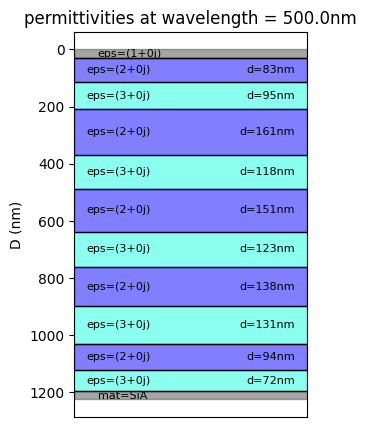 permittivities at wavelength = 500.0nm
0
eps=(1+0j)
eps=(2+0j) d=83nm
eps=(3+0j) d=95nm
200
eps=(2+0j) d=161nm
400
eps=(3+0j) d=118nm
eps=(2+0j) d=151nm
600
D (nm)
eps=(3+0j) d=123nm
800
eps=(2+0j) d=138nm
eps=(3+0j) d=131nm
1000
eps=(2+0j) d=94nm
eps=(3+0j) d=72nm
1200
mat=SiA